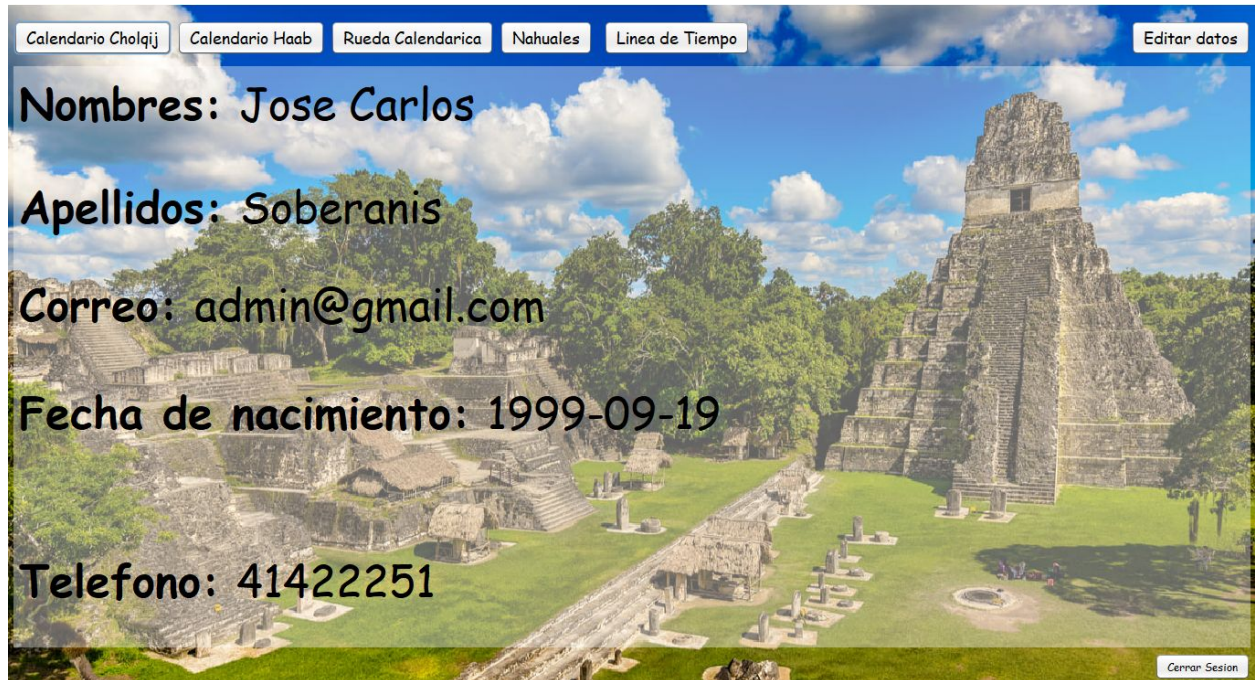 Calendario Cholqij Calendario Haab Rueda Calendarica Nahuales Linea de Tiempo Editar datos
Nombres: Jose Carlos
Apellidos: Soberanis
Correo: admin@gmail.com
Fecha de nacimiento: 1999-09-19
Telefono: 41422251
Cerrar Sesion